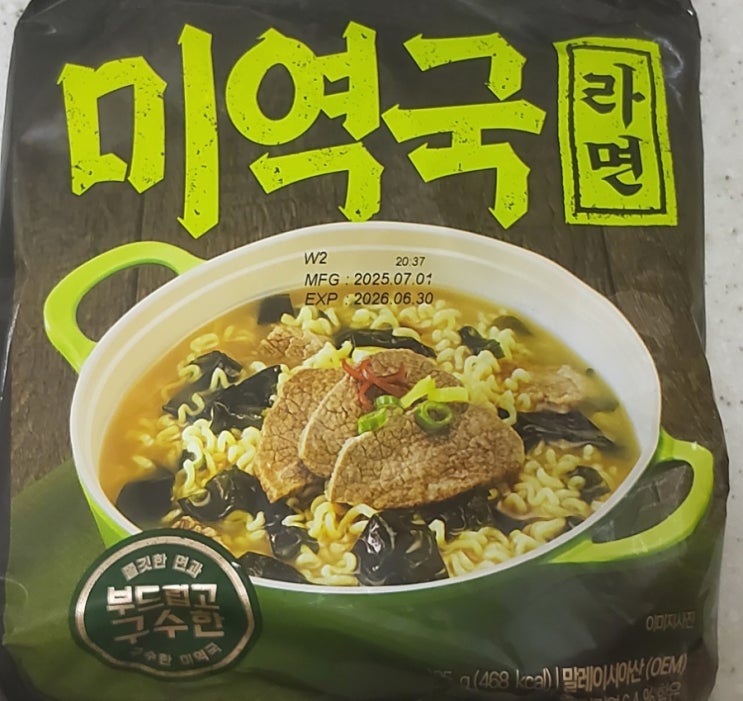 미역국
라면
W2 20:37
MFG : 2025.07.01
EXP : 2026.06.30
쫄깃한 면과
부드럽고
구수한
구수한 미역국
이미지사진
g (468 kcal) | 말레이시아산 (OEM)